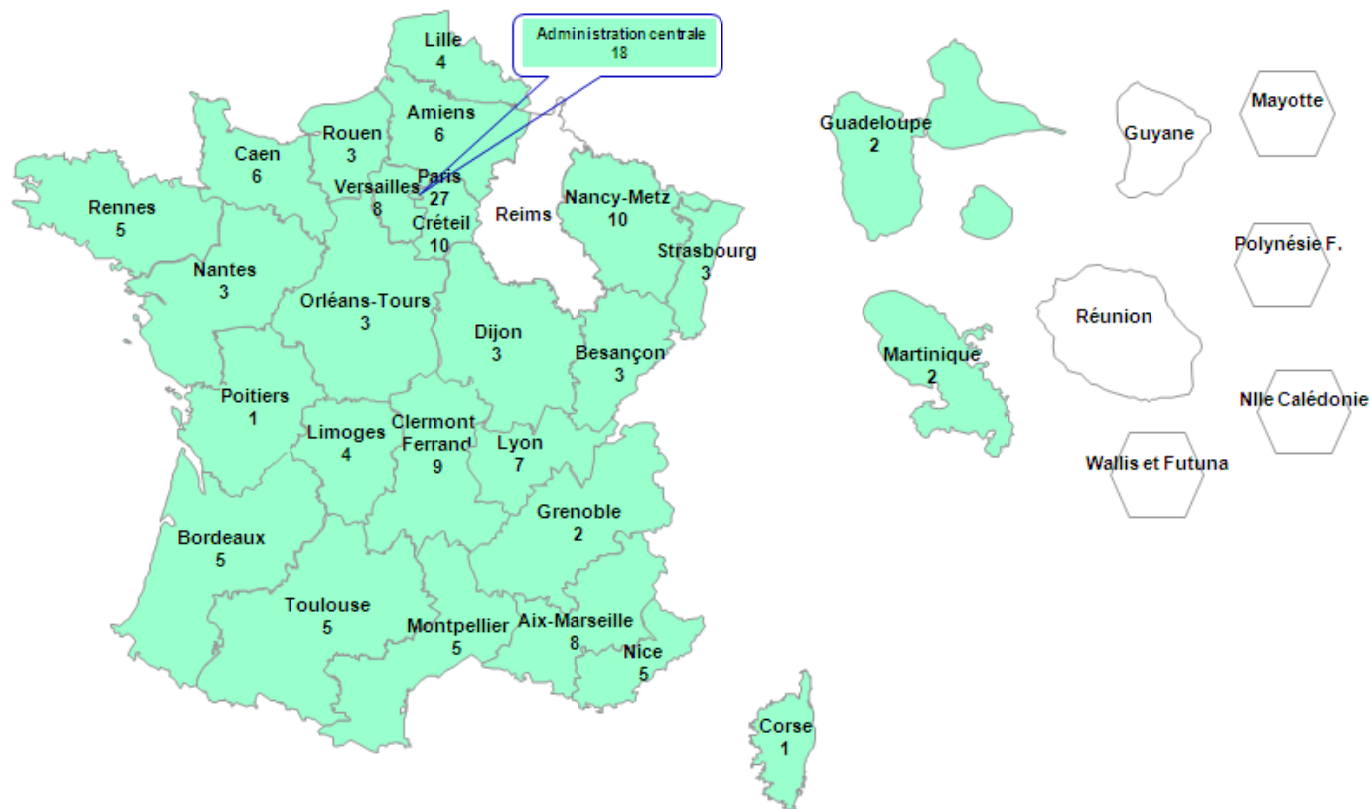 Administration centrale
18
Lille
4
Amiens
6
Rouen
3
Caen
6
Versailles
8
Paris
27
Créteil
10
Reims
Nancy-Metz
10
Strasbourg
3
Rennes
5
Nantes
3
Orléans-Tours
3
Dijon
3
Besançon
3
Poitiers
1
Limoges
4
Clermont
Ferrand
9
Lyon
7
Grenoble
2
Bordeaux
5
Toulouse
5
Montpellier
5
Aix-Marseille
8
Nice
5
Corse
1
Guadeloupe
2
Guyane
Mayotte
Polynésie F.
Réunion
Martinique
2
Nlle Calédonie
Wallis et Futuna